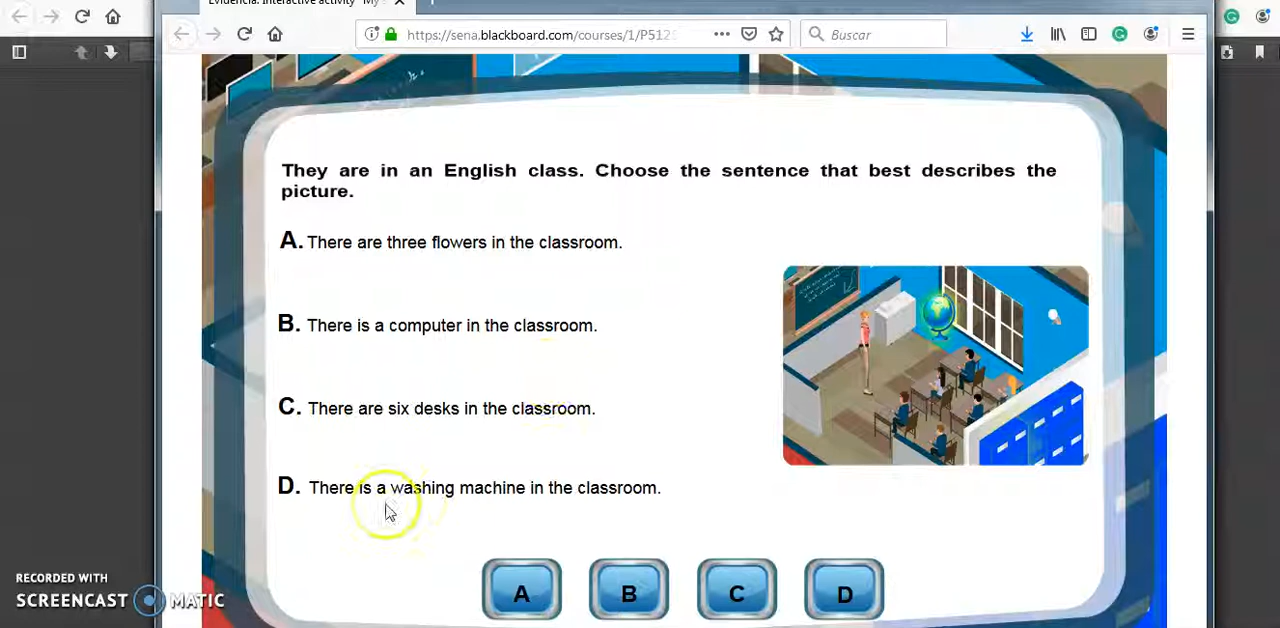 Evidencia: Interactive activity "My
https://sena.blackboard.com/courses/1/P5129
Buscar
They are in an English class. Choose the sentence that best describes the
picture.
A. There are three flowers in the classroom.
B. There is a computer in the classroom.
C. There are six desks in the classroom.
D. There is a washing machine in the classroom.
A B C D
RECORDED WITH
SCREENCAST MATIC